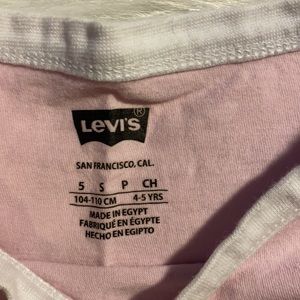 LEVI'S®
SAN FRANCISCO, CAL.
5 S P CH
104-110 CM 4-5 YRS
MADE IN EGYPT
FABRIQUÉ EN ÉGYPTE
HECHO EN EGIPTO